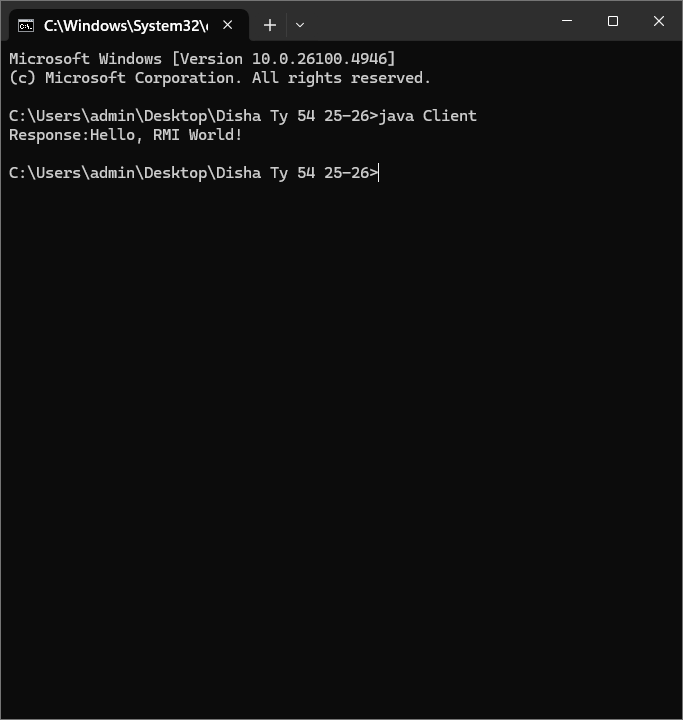 C:\Windows\System32\
Microsoft Windows [Version 10.0.26100.4946]
(c) Microsoft Corporation. All rights reserved.
C:\Users\admin\Desktop\Disha Ty 54 25-26>java Client
Response:Hello, RMI World!
C:\Users\admin\Desktop\Disha Ty 54 25-26>